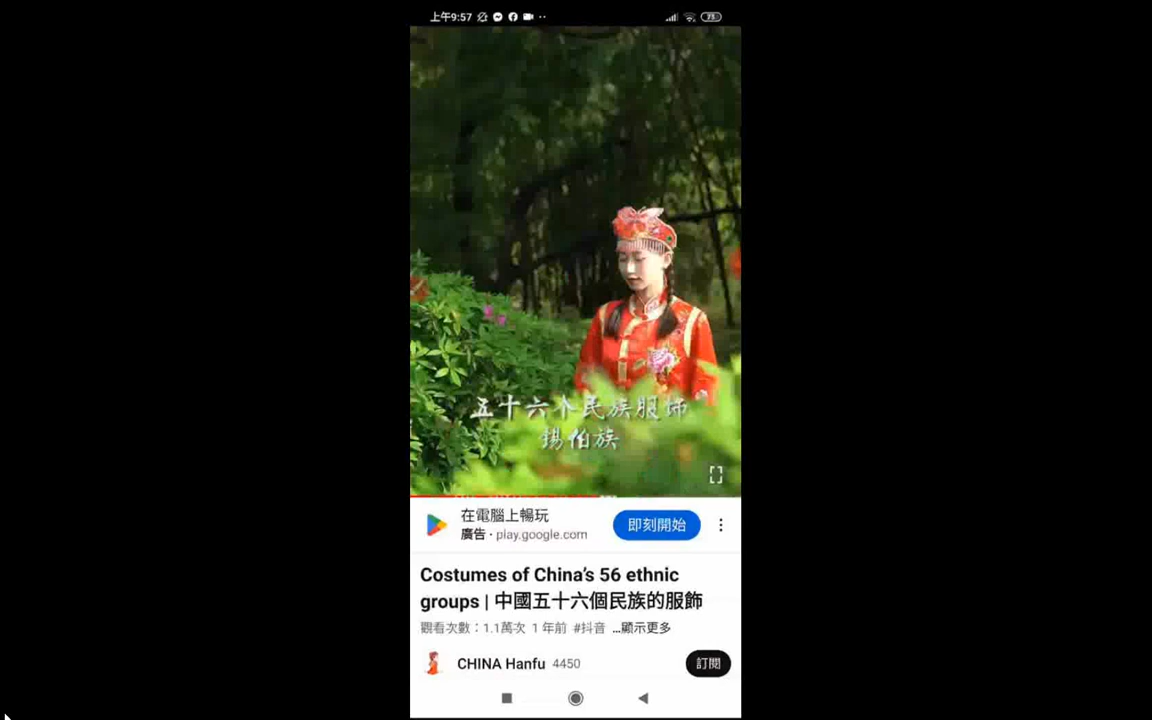 上午9:57
73
五十六个民族服饰
锡伯族
在電腦上暢玩
廣告 · play.google.com
即刻開始
Costumes of China's 56 ethnic
groups | 中國五十六個民族的服飾
觀看次數：1.1萬次 1 年前 #抖音 ...顯示更多
CHINA Hanfu 4450
訂閱